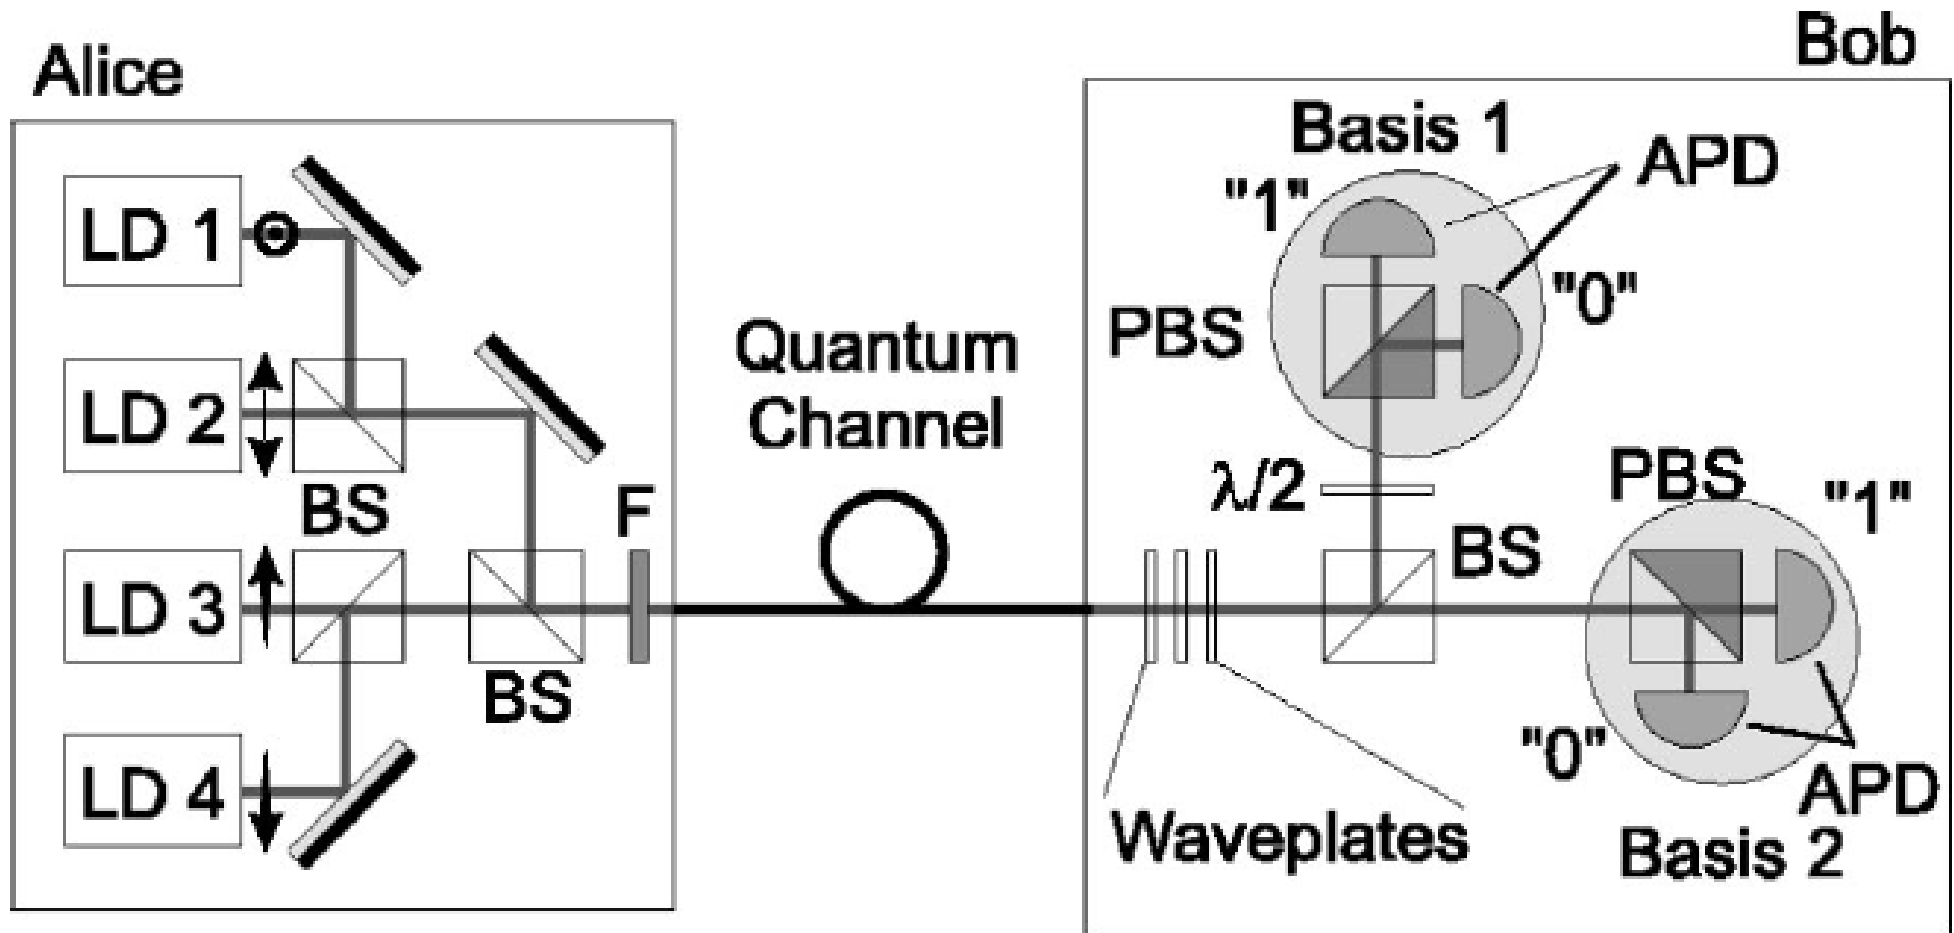 Alice
LD 1
LD 2
BS
LD 3
BS
LD 4
F
Quantum
Channel
Bob
Basis 1
"1"
APD
"0"
PBS
λ/2
BS
PBS
"1"
"0"
APD
Waveplates
Basis 2